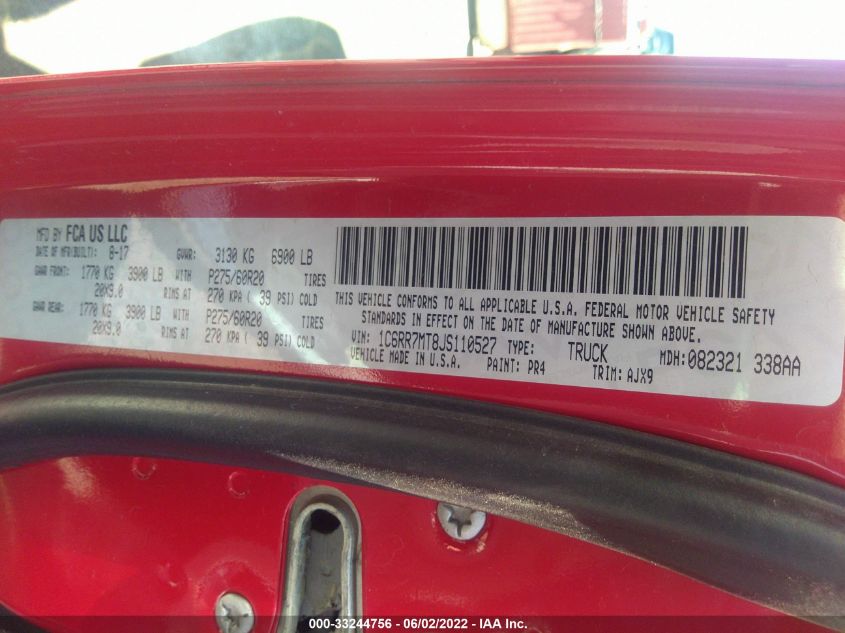 MFD BY FCA US LLC
DATE OF MFR(BUILT): 8-17 GVWR: 3130 KG 6900 LB
GAWR FRONT: 1770 KG 3900 LB WITH P275/60R20 TIRES
20X9.0 RIMS AT 270 KPA ( 39 PSI) COLD
GAWR REAR: 1770 KG 3900 LB WITH P275/60R20 TIRES
20X9.0 RIMS AT 270 KPA ( 39 PSI) COLD
THIS VEHICLE CONFORMS TO ALL APPLICABLE U.S.A. FEDERAL MOTOR VEHICLE SAFETY
STANDARDS IN EFFECT ON THE DATE OF MANUFACTURE SHOWN ABOVE.
VIN: 1C6RR7MT8JS110527 TYPE: TRUCK MDH: 082321 338AA
VEHICLE MADE IN U.S.A. PAINT: PR4 TRIM: AJX9
000-33244756 - 06/02/2022 - IAA Inc.